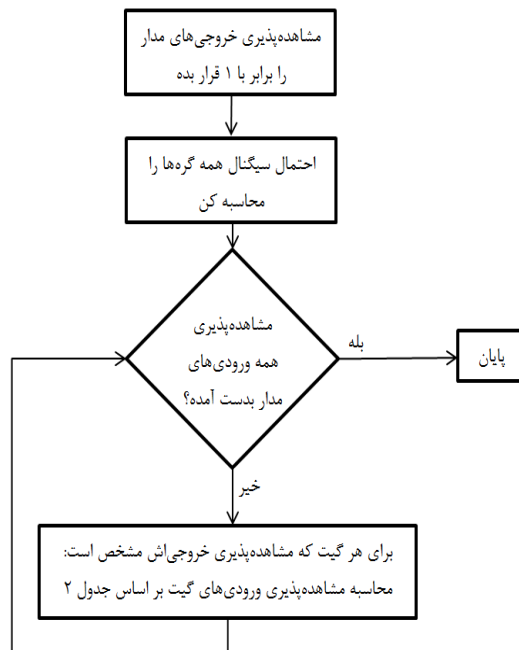 مشاهده‌پذیری خروجی‌های مدار
را برابر با ۱ قرار بده
احتمال سیگنال همه گره‌ها را
محاسبه کن
مشاهده‌پذیری
همه ورودی‌های
مدار بدست آمده؟
بله
پایان
خیر
برای هر گیت که مشاهده‌پذیری خروجی‌اش مشخص است:
محاسبه مشاهده‌پذیری ورودی‌های گیت بر اساس جدول ۲